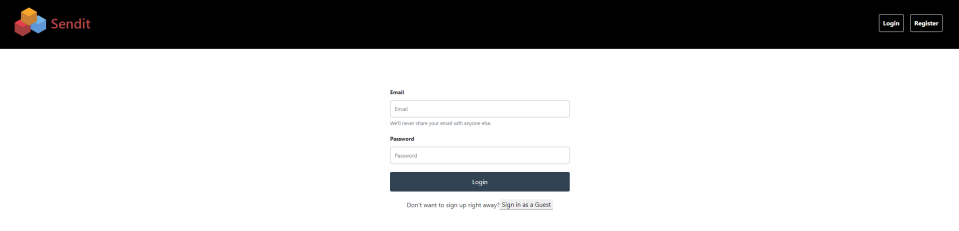 Sendit
Login
Register
Email
Email
We'll never share your email with anyone else.
Password
Password
Login
Don't want to sign up right away? Sign in as a Guest